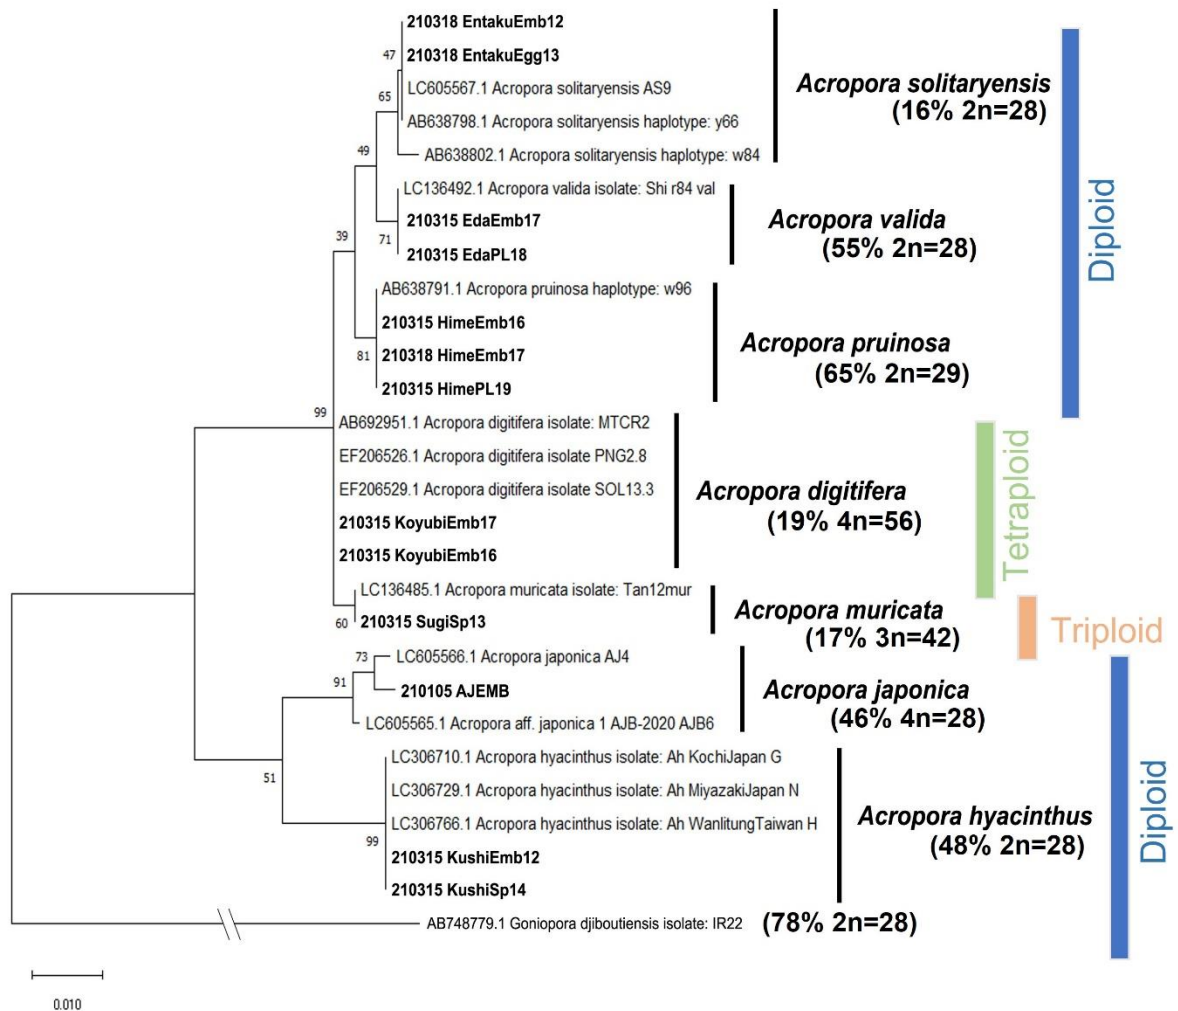 210318 EntakuEmb12
210318 EntakuEgg13
LC605567.1 Acropora solitaryensis AS9
AB638798.1 Acropora solitaryensis haplotype: y66
AB638802.1 Acropora solitaryensis haplotype: w84
LC136492.1 Acropora valida isolate: Shi r84 val
210315 EdaEmb17
210315 EdaPL18
AB638791.1 Acropora pruinosa haplotype: w96
210315 HimeEmb16
210318 HimeEmb17
210315 HimePL19
AB692951.1 Acropora digitifera isolate: MTCR2
EF206526.1 Acropora digitifera isolate PNG2.8
EF206529.1 Acropora digitifera isolate SOL13.3
210315 KoyubiEmb17
210315 KoyubiEmb16
LC136485.1 Acropora muricata isolate: Tan12mur
210315 SugiSp13
LC605566.1 Acropora japonica AJ4
210105 AJEMB
LC605565.1 Acropora aff. japonica 1 AJB-2020 AJB6
LC306710.1 Acropora hyacinthus isolate: Ah KochiJapan G
LC306729.1 Acropora hyacinthus isolate: Ah MiyazakiJapan N
LC306766.1 Acropora hyacinthus isolate: Ah WanlitungTaiwan H
210315 KushiEmb12
210315 KushiSp14
AB748779.1 Goniopora djiboutiensis isolate: IR22
(78% 2n=28)
47
65
49
71
39
81
99
60
73
91
51
99
0.010
Acropora solitaryensis
(16% 2n=28)
Acropora valida
(55% 2n=28)
Acropora pruinosa
(65% 2n=29)
Acropora digitifera
(19% 4n=56)
Acropora muricata
(17% 3n=42)
Acropora japonica
(46% 4n=28)
Acropora hyacinthus
(48% 2n=28)
Diploid
Tetraploid
Triploid
Diploid